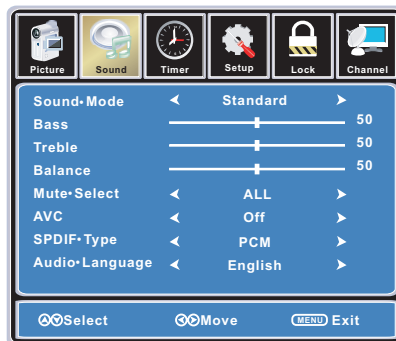 Picture Sound Timer Setup Lock Channel
Sound•Mode Standard
Bass 50
Treble 50
Balance 50
Mute•Select ALL
AVC Off
SPDIF•Type PCM
Audio•Language English
Select Move MENU Exit